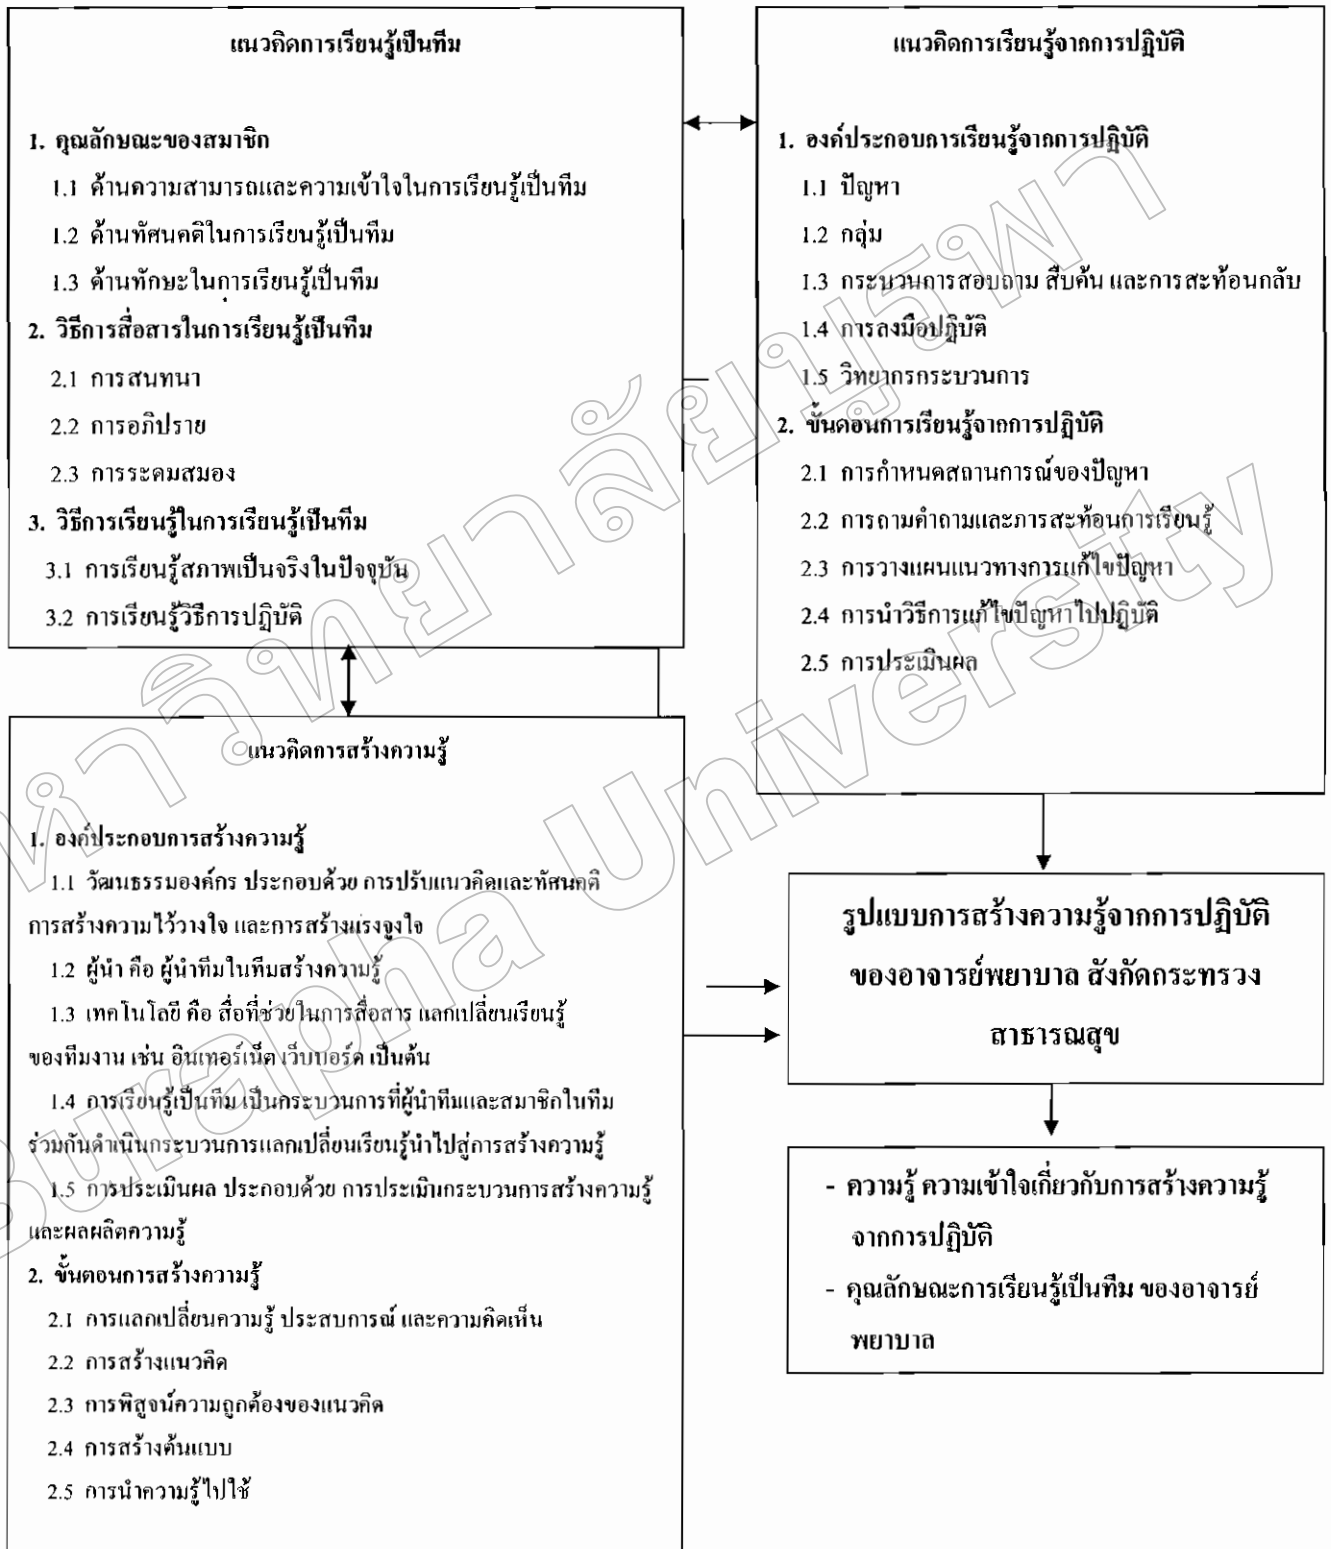 แนวคิดการเรียนรู้เป็นทีม
1. คุณลักษณะของสมาชิก
1.1 ด้านความสามารถและความเข้าใจในการเรียนรู้เป็นทีม
1.2 ด้านทัศนคติในการเรียนรู้เป็นทีม
1.3 ด้านทักษะในการเรียนรู้เป็นทีม
2. วิธีการสื่อสารในการเรียนรู้เป็นทีม
2.1 การสนทนา
2.2 การอภิปราย
2.3 การระดมสมอง
3. วิธีการเรียนรู้ในการเรียนรู้เป็นทีม
3.1 การเรียนรู้สภาพเป็นจริงในปัจจุบัน
3.2 การเรียนรู้วิธีการปฏิบัติ
แนวคิดการเรียนรู้จากการปฏิบัติ
1. องค์ประกอบการเรียนรู้จากการปฏิบัติ
1.1 ปัญหา
1.2 กลุ่ม
1.3 กระบวนการสอบถาม สืบค้น และการสะท้อนกลับ
1.4 การลงมือปฏิบัติ
1.5 วิทยากรกระบวนการ
2. ขั้นตอนการเรียนรู้จากการปฏิบัติ
2.1 การกำหนดสถานการณ์ของปัญหา
2.2 การถามคำถามและการสะท้อนการเรียนรู้
2.3 การวางแผนแนวทางการแก้ไขปัญหา
2.4 การนำวิธีการแก้ไขปัญหาไปปฏิบัติ
2.5 การประเมินผล
แนวคิดการสร้างความรู้
1. องค์ประกอบการสร้างความรู้
1.1 วัฒนธรรมองค์กร ประกอบด้วย การปรับแนวคิดและทัศนคติ
การสร้างความไว้วางใจ และการสร้างแรงจูงใจ
1.2 ผู้นำ คือ ผู้นำทีมในทีมสร้างความรู้
1.3 เทคโนโลยี คือ สื่อที่ช่วยในการสื่อสาร แลกเปลี่ยนเรียนรู้
ของทีมงาน เช่น อินเทอร์เน็ต เว็บบอร์ด เป็นต้น
1.4 การเรียนรู้เป็นทีม เป็นกระบวนการที่ผู้นำทีมและสมาชิกในทีม
ร่วมกันดำเนินกระบวนการแลกเปลี่ยนเรียนรู้นำไปสู่การสร้างความรู้
1.5 การประเมินผล ประกอบด้วย การประเมินกระบวนการสร้างความรู้
และผลผลิตความรู้
2. ขั้นตอนการสร้างความรู้
2.1 การแลกเปลี่ยนความรู้ ประสบการณ์ และความคิดเห็น
2.2 การสร้างแนวคิด
2.3 การพิสูจน์ความถูกต้องของแนวคิด
2.4 การสร้างต้นแบบ
2.5 การนำความรู้ไปใช้
รูปแบบการสร้างความรู้จากการปฏิบัติ
ของอาจารย์พยาบาล สังกัดกระทรวง
สาธารณสุข
- ความรู้ ความเข้าใจเกี่ยวกับการสร้างความรู้
จากการปฏิบัติ
- คุณลักษณะการเรียนรู้เป็นทีม ของอาจารย์
พยาบาล
มหาวิทยาลัยบูรพา
Burapha University